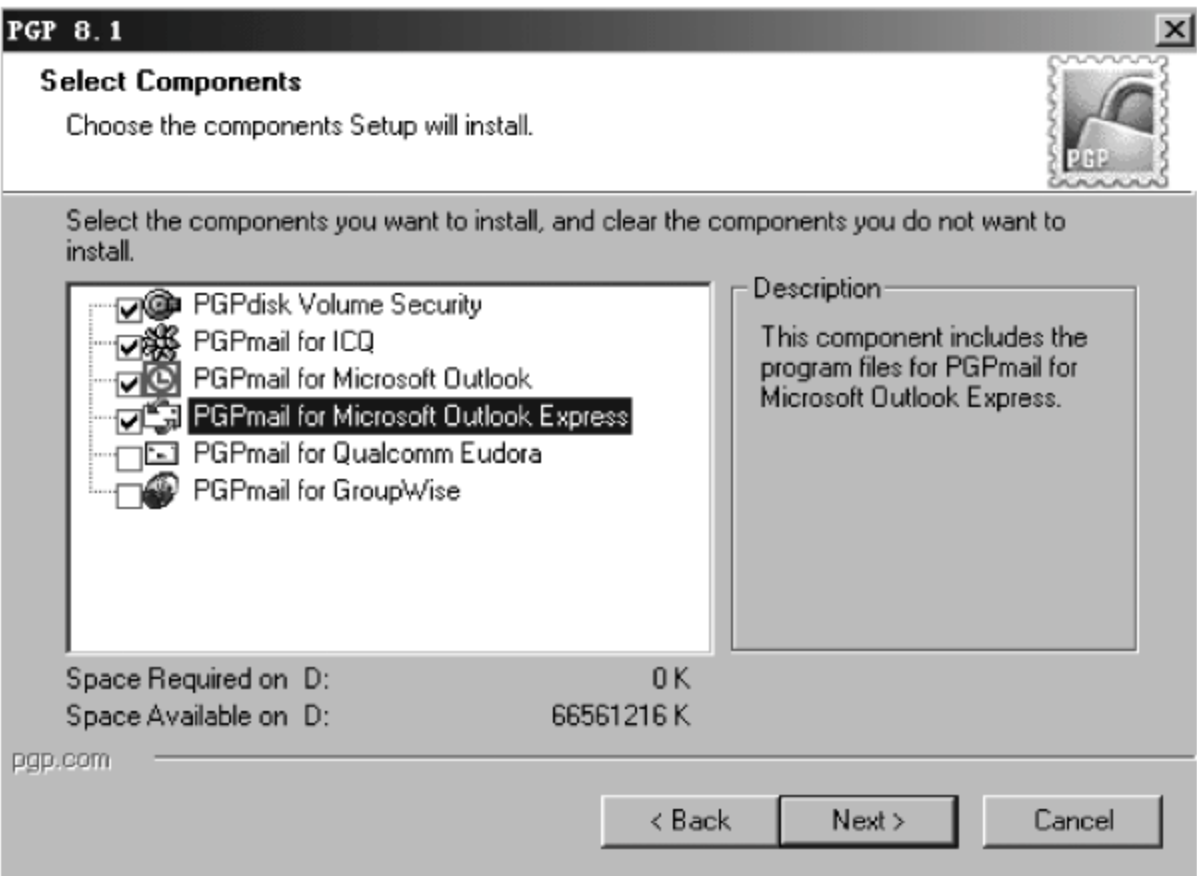 PGP 8.1
Select Components
Choose the components Setup will install.
PGP
Select the components you want to install, and clear the components you do not want to
install.
PGPdisk Volume Security
PGPmail for ICQ
PGPmail for Microsoft Outlook
PGPmail for Microsoft Outlook Express
PGPmail for Qualcomm Eudora
PGPmail for GroupWise
Description
This component includes the
program files for PGPmail for
Microsoft Outlook Express.
Space Required on D: 0 K
Space Available on D: 66561216 K
pgp.com
< Back Next > Cancel